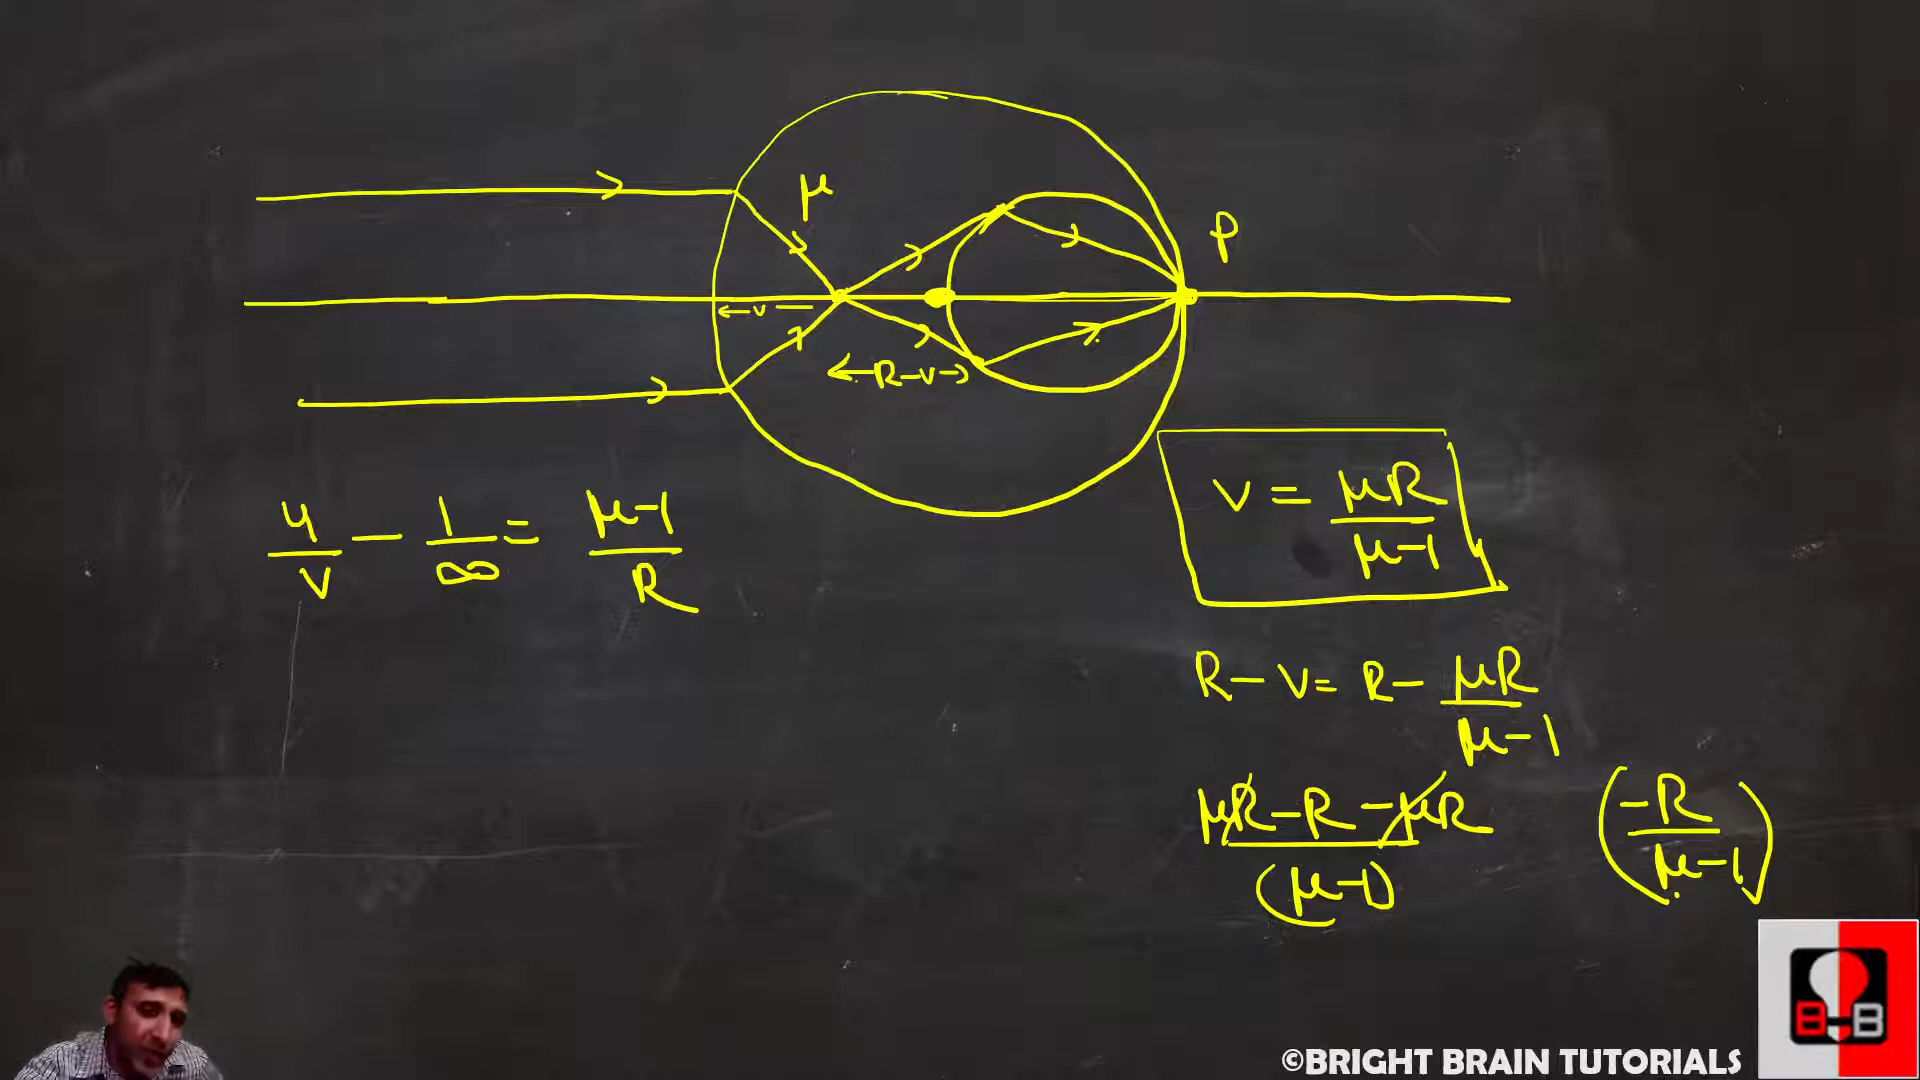 μ
P
←v—
←R–v→
μ/v – 1/∞ = μ–1/R
v = μR/μ–1
R – v = R – μR/μ–1
μR – R – μR/(μ–1)
(–R/μ–1)
B-B
©BRIGHT BRAIN TUTORIALS